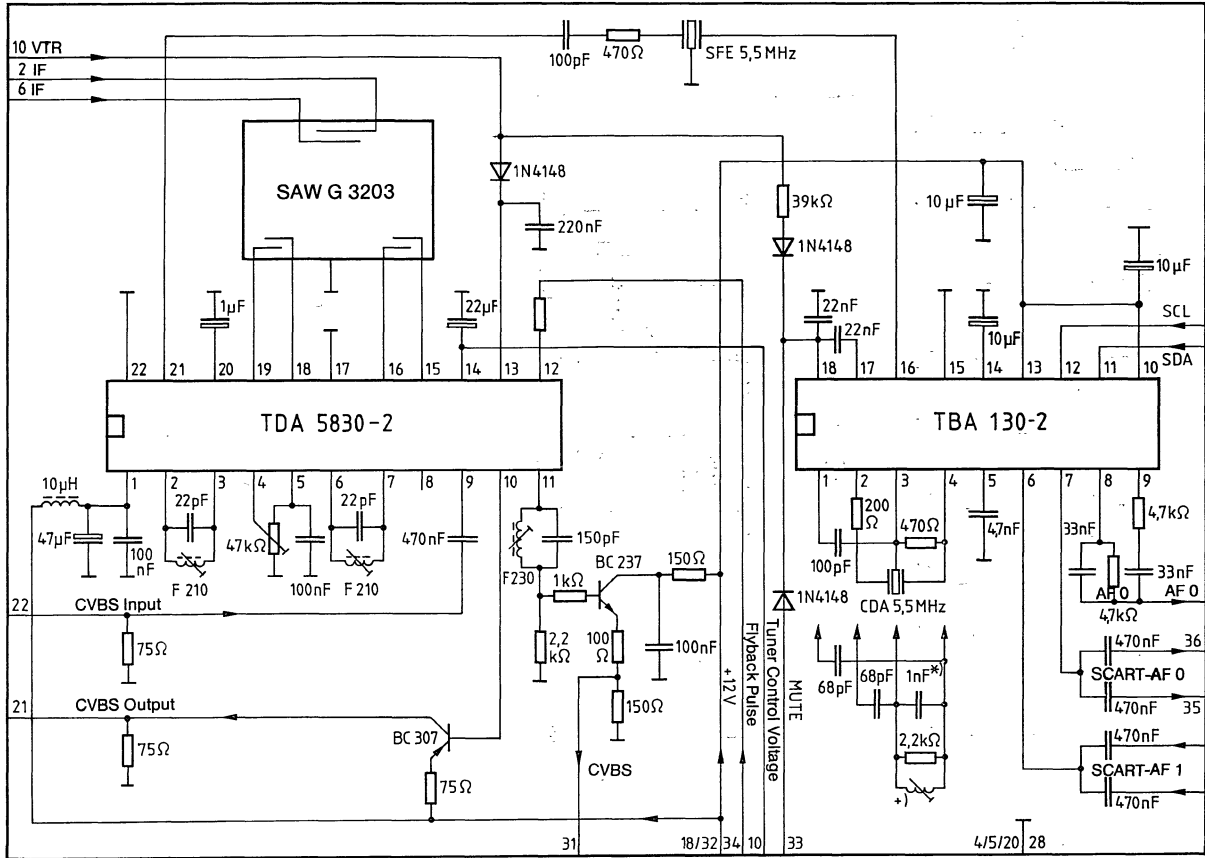 10 VTR
2 IF
6 IF
100pF
470Ω
SFE 5,5 MHz
SAW G 3203
1N4148
220nF
39kΩ
1N4148
10 µF
10 µF
SCL
SDA
1µF
22µF
22nF
22nF
10µF
22 21 20 19 18 17 16 15 14 13 12
18 17 16 15 14 13 12 11 10
TDA 5830-2
TBA 130-2
1 2 3 4 5 6 7 8 9 10 11
1 2 3 4 5 6 7 8 9
10µH
47µF
100 nF
22pF
F 210
47kΩ
100nF
22pF
F 210
470nF
150pF
F230
1kΩ
BC 237
150Ω
2,2 kΩ
100 Ω
100nF
150Ω
200 Ω
470Ω
100pF
CDA 5,5MHz
4,7nF
33nF
4,7kΩ
33nF
AF 0
AF 0
4,7kΩ
22
CVBS Input
75Ω
21
CVBS Output
75Ω
BC 307
75Ω
CVBS
+12 V
Flyback Pulse
Tuner Control Voltage
MUTE
1N4148
68pF
68pF
1nF*)
2,2kΩ
+)
470nF
36
SCART-AF 0
470nF
35
470nF
SCART-AF 1
470nF
31
18/32
34
10
33
4/5/20
28